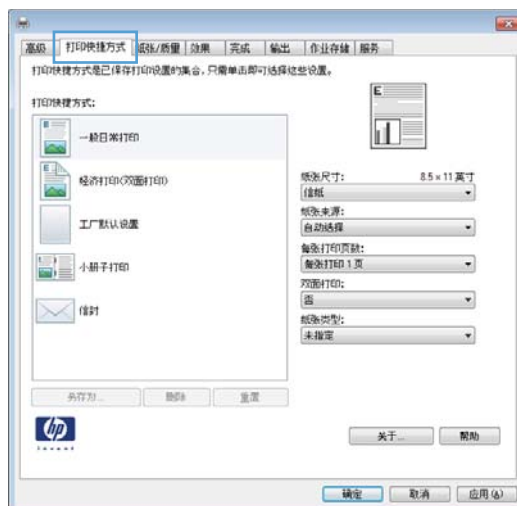 高级 打印快捷方式 纸张/质量 效果 完成 输出 作业存储 服务
打印快捷方式是已保存打印设置的集合,只需单击即可选择这些设置。
打印快捷方式:
一般日常打印
经济打印(双面打印)
工厂默认设置
小册子打印
信封
另存为... 删除 重置
E
纸张尺寸: 8.5 × 11 英寸
信纸
纸张来源:
自动选择
每张打印页数:
每张打印 1 页
双面打印:
否
纸张类型:
未指定
hp
invent
关于... 帮助
确定 取消 应用(A)